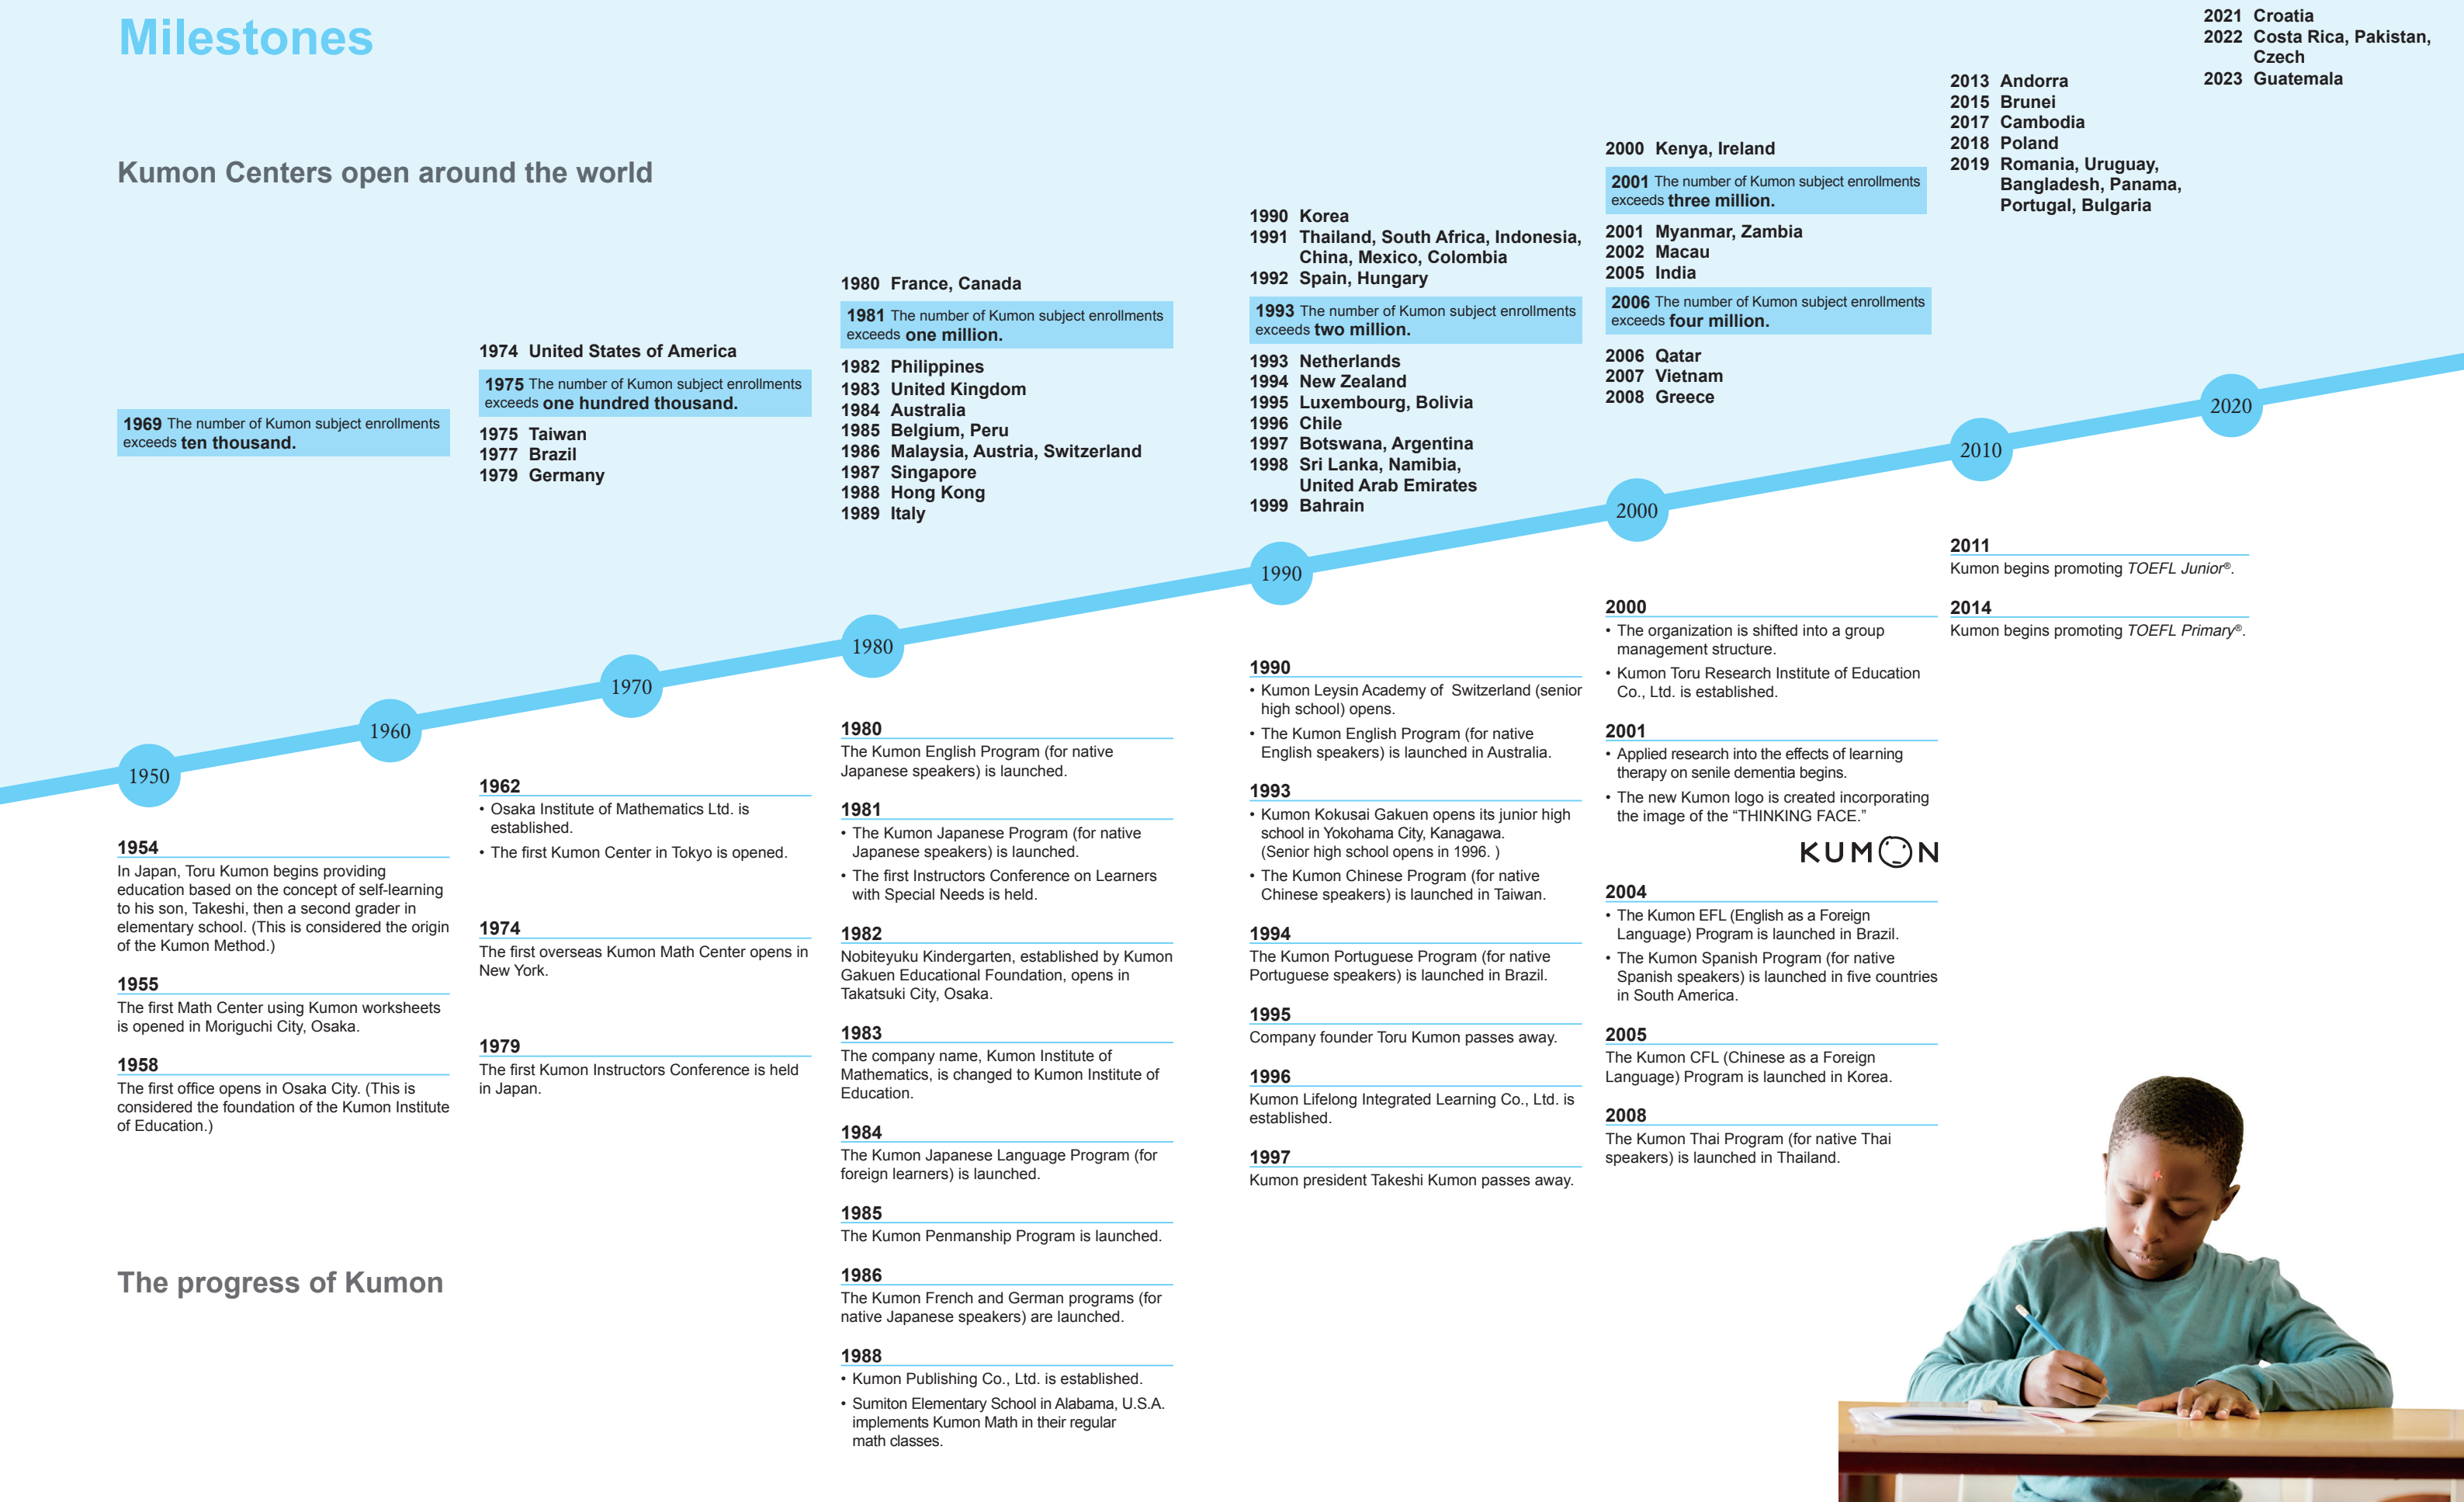 Milestones
Kumon Centers open around the world
1969 The number of Kumon subject enrollments
exceeds ten thousand.
1974 United States of America
1975 The number of Kumon subject enrollments
exceeds one hundred thousand.
1975 Taiwan
1977 Brazil
1979 Germany
1980 France, Canada
1981 The number of Kumon subject enrollments
exceeds one million.
1982 Philippines
1983 United Kingdom
1984 Australia
1985 Belgium, Peru
1986 Malaysia, Austria, Switzerland
1987 Singapore
1988 Hong Kong
1989 Italy
1990 Korea
1991 Thailand, South Africa, Indonesia,
China, Mexico, Colombia
1992 Spain, Hungary
1993 The number of Kumon subject enrollments
exceeds two million.
1993 Netherlands
1994 New Zealand
1995 Luxembourg, Bolivia
1996 Chile
1997 Botswana, Argentina
1998 Sri Lanka, Namibia,
United Arab Emirates
1999 Bahrain
2000 Kenya, Ireland
2001 The number of Kumon subject enrollments
exceeds three million.
2001 Myanmar, Zambia
2002 Macau
2005 India
2006 The number of Kumon subject enrollments
exceeds four million.
2006 Qatar
2007 Vietnam
2008 Greece
2013 Andorra
2015 Brunei
2017 Cambodia
2018 Poland
2019 Romania, Uruguay,
Bangladesh, Panama,
Portugal, Bulgaria
2021 Croatia
2022 Costa Rica, Pakistan,
Czech
2023 Guatemala
1950
1960
1970
1980
1990
2000
2010
2020
1954
In Japan, Toru Kumon begins providing
education based on the concept of self-learning
to his son, Takeshi, then a second grader in
elementary school. (This is considered the origin
of the Kumon Method.)
1955
The first Math Center using Kumon worksheets
is opened in Moriguchi City, Osaka.
1958
The first office opens in Osaka City. (This is
considered the foundation of the Kumon Institute
of Education.)
1962
• Osaka Institute of Mathematics Ltd. is
established.
• The first Kumon Center in Tokyo is opened.
1974
The first overseas Kumon Math Center opens in
New York.
1979
The first Kumon Instructors Conference is held
in Japan.
1980
The Kumon English Program (for native
Japanese speakers) is launched.
1981
• The Kumon Japanese Program (for native
Japanese speakers) is launched.
• The first Instructors Conference on Learners
with Special Needs is held.
1982
Nobiteyuku Kindergarten, established by Kumon
Gakuen Educational Foundation, opens in
Takatsuki City, Osaka.
1983
The company name, Kumon Institute of
Mathematics, is changed to Kumon Institute of
Education.
1984
The Kumon Japanese Language Program (for
foreign learners) is launched.
1985
The Kumon Penmanship Program is launched.
1986
The Kumon French and German programs (for
native Japanese speakers) are launched.
1988
• Kumon Publishing Co., Ltd. is established.
• Sumiton Elementary School in Alabama, U.S.A.
implements Kumon Math in their regular
math classes.
1990
• Kumon Leysin Academy of Switzerland (senior
high school) opens.
• The Kumon English Program (for native
English speakers) is launched in Australia.
1993
• Kumon Kokusai Gakuen opens its junior high
school in Yokohama City, Kanagawa.
(Senior high school opens in 1996. )
• The Kumon Chinese Program (for native
Chinese speakers) is launched in Taiwan.
1994
The Kumon Portuguese Program (for native
Portuguese speakers) is launched in Brazil.
1995
Company founder Toru Kumon passes away.
1996
Kumon Lifelong Integrated Learning Co., Ltd. is
established.
1997
Kumon president Takeshi Kumon passes away.
2000
• The organization is shifted into a group
management structure.
• Kumon Toru Research Institute of Education
Co., Ltd. is established.
2001
• Applied research into the effects of learning
therapy on senile dementia begins.
• The new Kumon logo is created incorporating
the image of the “THINKING FACE.”
KUMON
2004
• The Kumon EFL (English as a Foreign
Language) Program is launched in Brazil.
• The Kumon Spanish Program (for native
Spanish speakers) is launched in five countries
in South America.
2005
The Kumon CFL (Chinese as a Foreign
Language) Program is launched in Korea.
2008
The Kumon Thai Program (for native Thai
speakers) is launched in Thailand.
2011
Kumon begins promoting TOEFL Junior®.
2014
Kumon begins promoting TOEFL Primary®.
The progress of Kumon